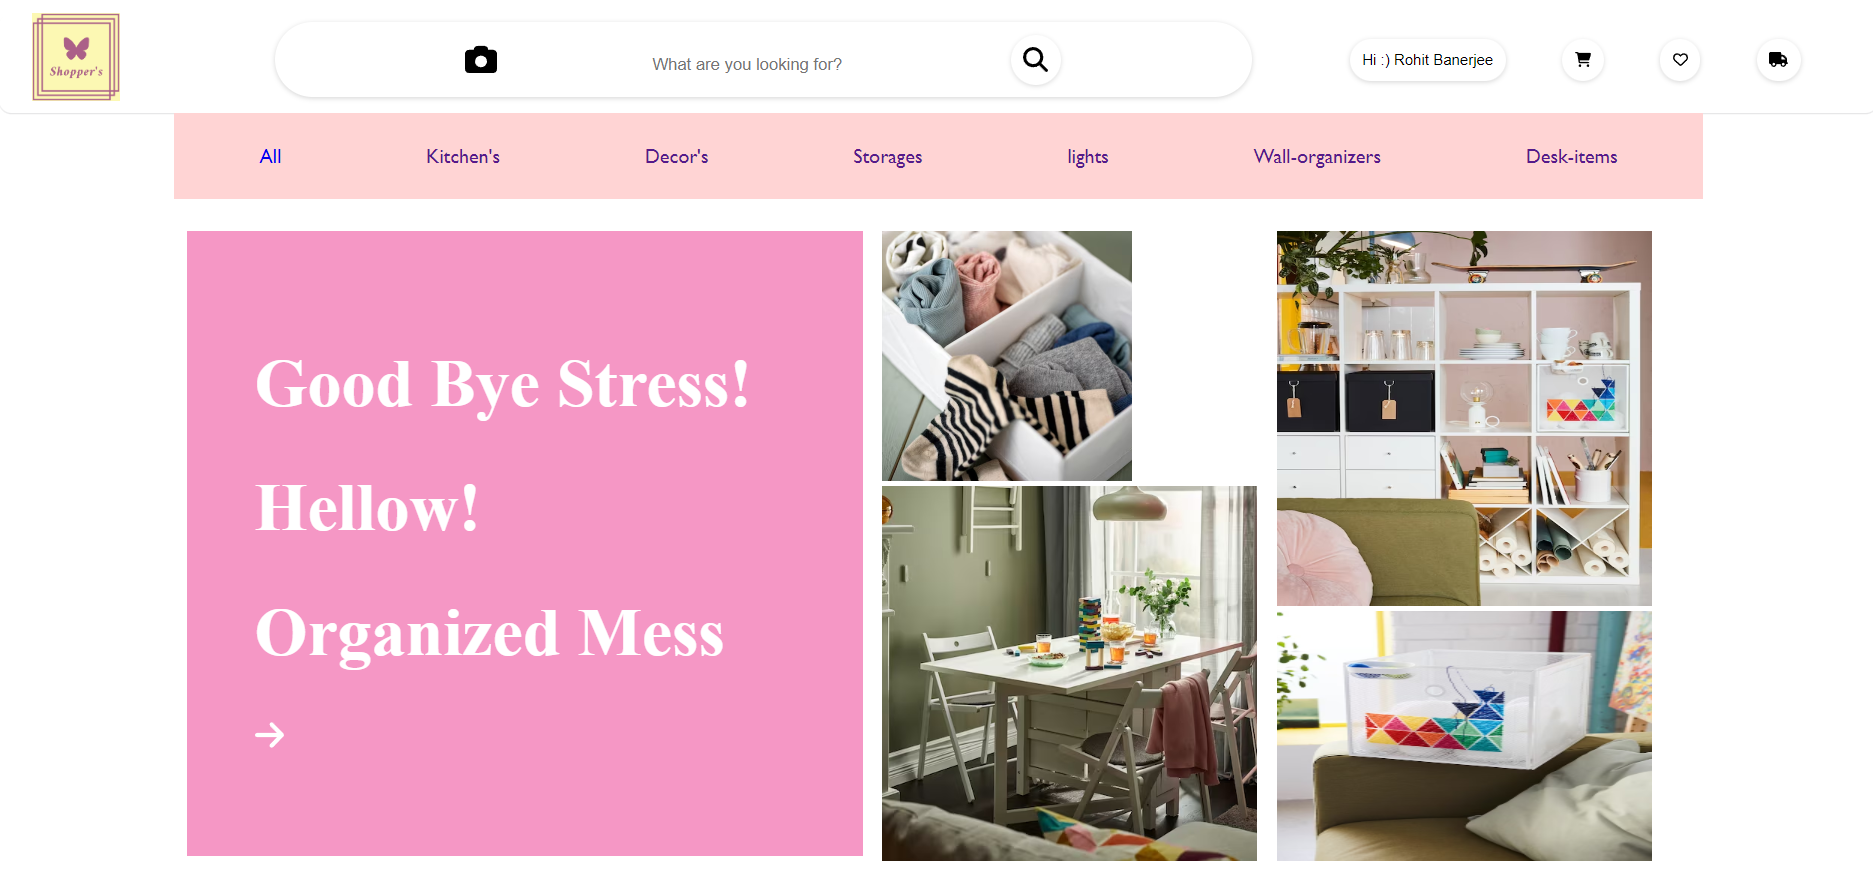 Shopper's
What are you looking for?
Hi :) Rohit Banerjee
All
Kitchen's
Decor's
Storages
lights
Wall-organizers
Desk-items
Good Bye Stress!
Hellow!
Organized Mess